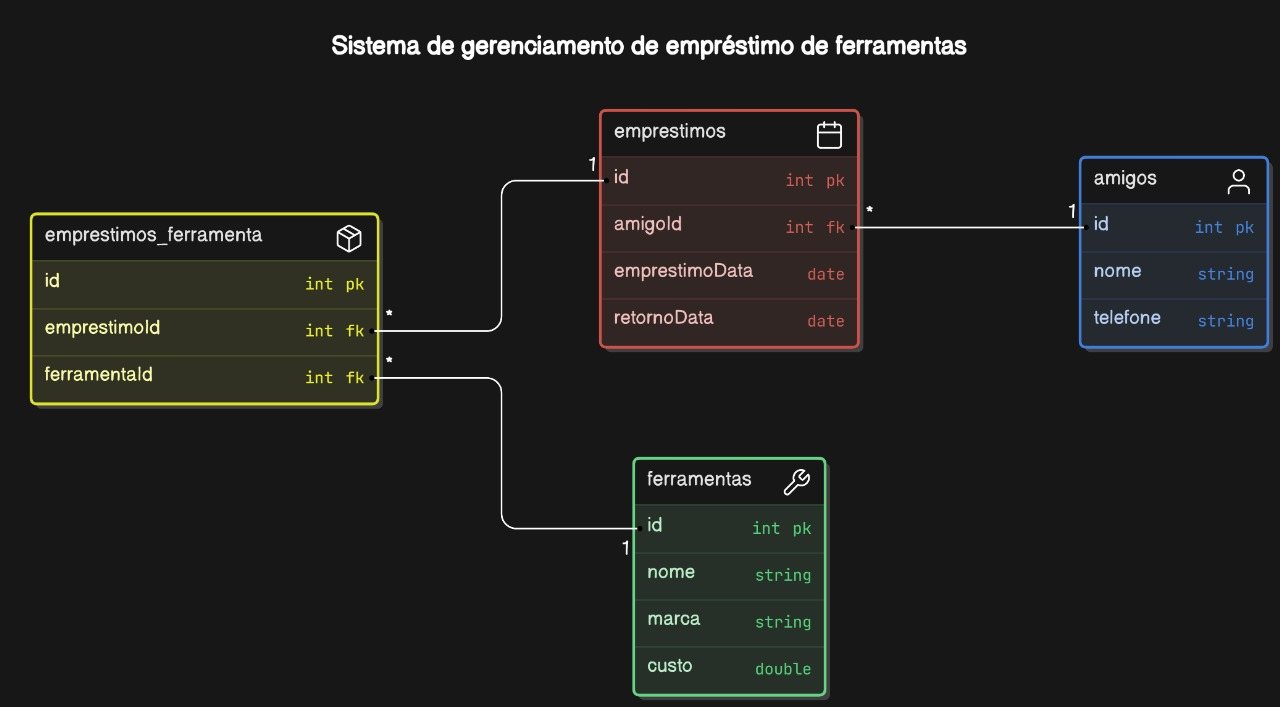 Sistema de gerenciamento de empréstimo de ferramentas
emprestimos_ferramenta
id int pk
emprestimoId int fk *
ferramentaId int fk *
emprestimos
1 id int pk
amigoId int fk *
emprestimoData date
retornoData date
amigos
1 id int pk
nome string
telefone string
ferramentas
1 id int pk
nome string
marca string
custo double